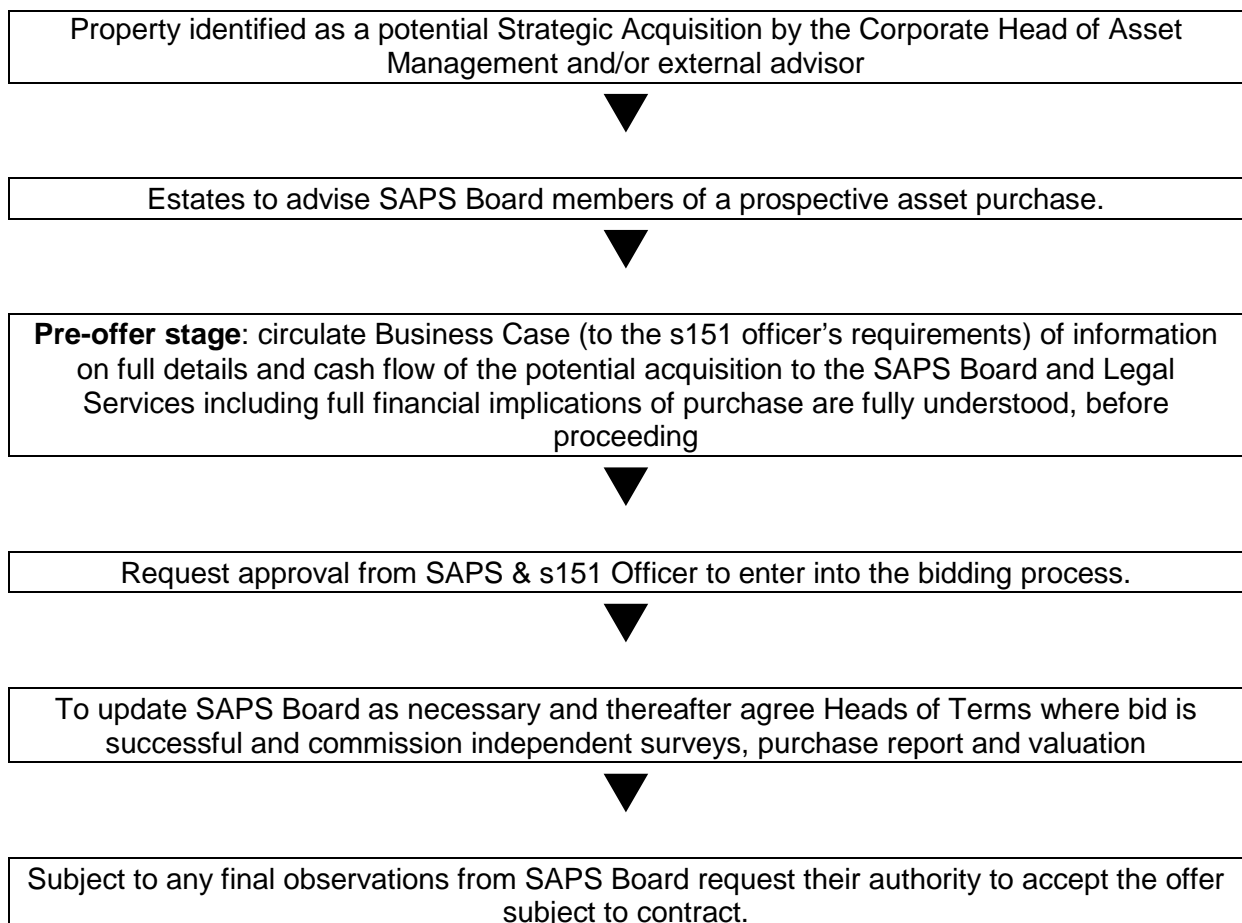 Property identified as a potential Strategic Acquisition by the Corporate Head of Asset
Management and/or external advisor
Estates to advise SAPS Board members of a prospective asset purchase.
Pre-offer stage: circulate Business Case (to the s151 officer’s requirements) of information
on full details and cash flow of the potential acquisition to the SAPS Board and Legal
Services including full financial implications of purchase are fully understood, before
proceeding
Request approval from SAPS & s151 Officer to enter into the bidding process.
To update SAPS Board as necessary and thereafter agree Heads of Terms where bid is
successful and commission independent surveys, purchase report and valuation
Subject to any final observations from SAPS Board request their authority to accept the offer
subject to contract.